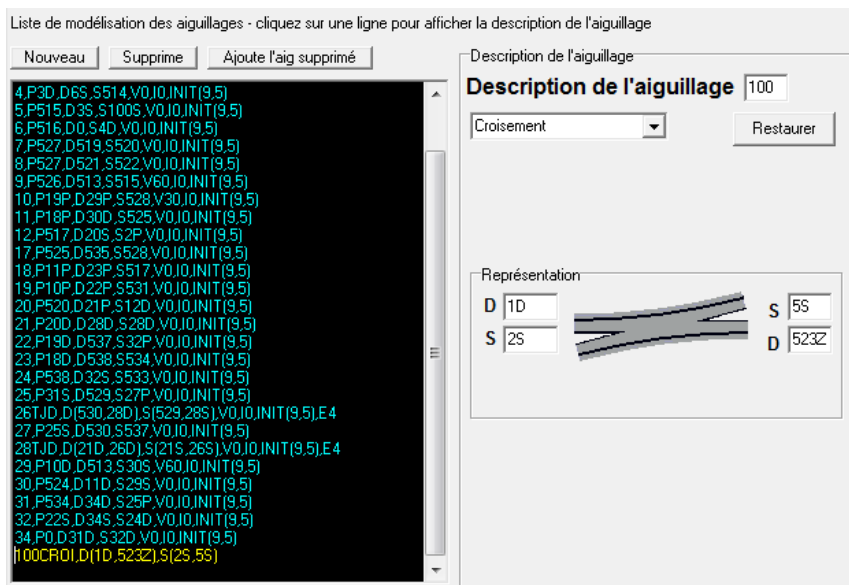 Liste de modélisation des aiguillages - cliquez sur une ligne pour afficher la description de l'aiguillage
Nouveau
Supprime
Ajoute l'aig supprimé
4,P3D,D6S,S514,V0,I0,INIT(9,5)
5,P515,D3S,S100S,V0,I0,INIT(9,5)
6,P516,D0,S4D,V0,I0,INIT(9,5)
7,P527,D519,S520,V0,I0,INIT(9,5)
8,P527,D521,S522,V0,I0,INIT(9,5)
9,P526,D513,S515,V60,I0,INIT(9,5)
10,P19P,D29P,S528,V30,I0,INIT(9,5)
11,P18P,D30D,S525,V0,I0,INIT(9,5)
12,P517,D20S,S2P,V0,I0,INIT(9,5)
17,P525,D535,S528,V0,I0,INIT(9,5)
18,P11P,D23P,S517,V0,I0,INIT(9,5)
19,P10P,D22P,S531,V0,I0,INIT(9,5)
20,P520,D21P,S12D,V0,I0,INIT(9,5)
21,P20D,D28D,S28D,V0,I0,INIT(9,5)
22,P19D,D537,S32P,V0,I0,INIT(9,5)
23,P18D,D538,S534,V0,I0,INIT(9,5)
24,P538,D32S,S533,V0,I0,INIT(9,5)
25,P31S,D529,S27P,V0,I0,INIT(9,5)
26TJD,D(530,28D),S(529,28S),V0,I0,INIT(9,5),E4
27,P25S,D530,S537,V0,I0,INIT(9,5)
28TJD,D(21D,26D),S(21S,26S),V0,I0,INIT(9,5),E4
29,P10D,D513,S30S,V60,I0,INIT(9,5)
30,P524,D11D,S29S,V0,I0,INIT(9,5)
31,P534,D34D,S25P,V0,I0,INIT(9,5)
32,P22S,D34S,S24D,V0,I0,INIT(9,5)
34,P0,D31D,S32D,V0,I0,INIT(9,5)
100CROI,D(1D,523Z),S(2S,5S)
Description de l'aiguillage
Description de l'aiguillage 100
Croisement
Restaurer
Représentation
D 1D
S 5S
S 2S
D 523Z